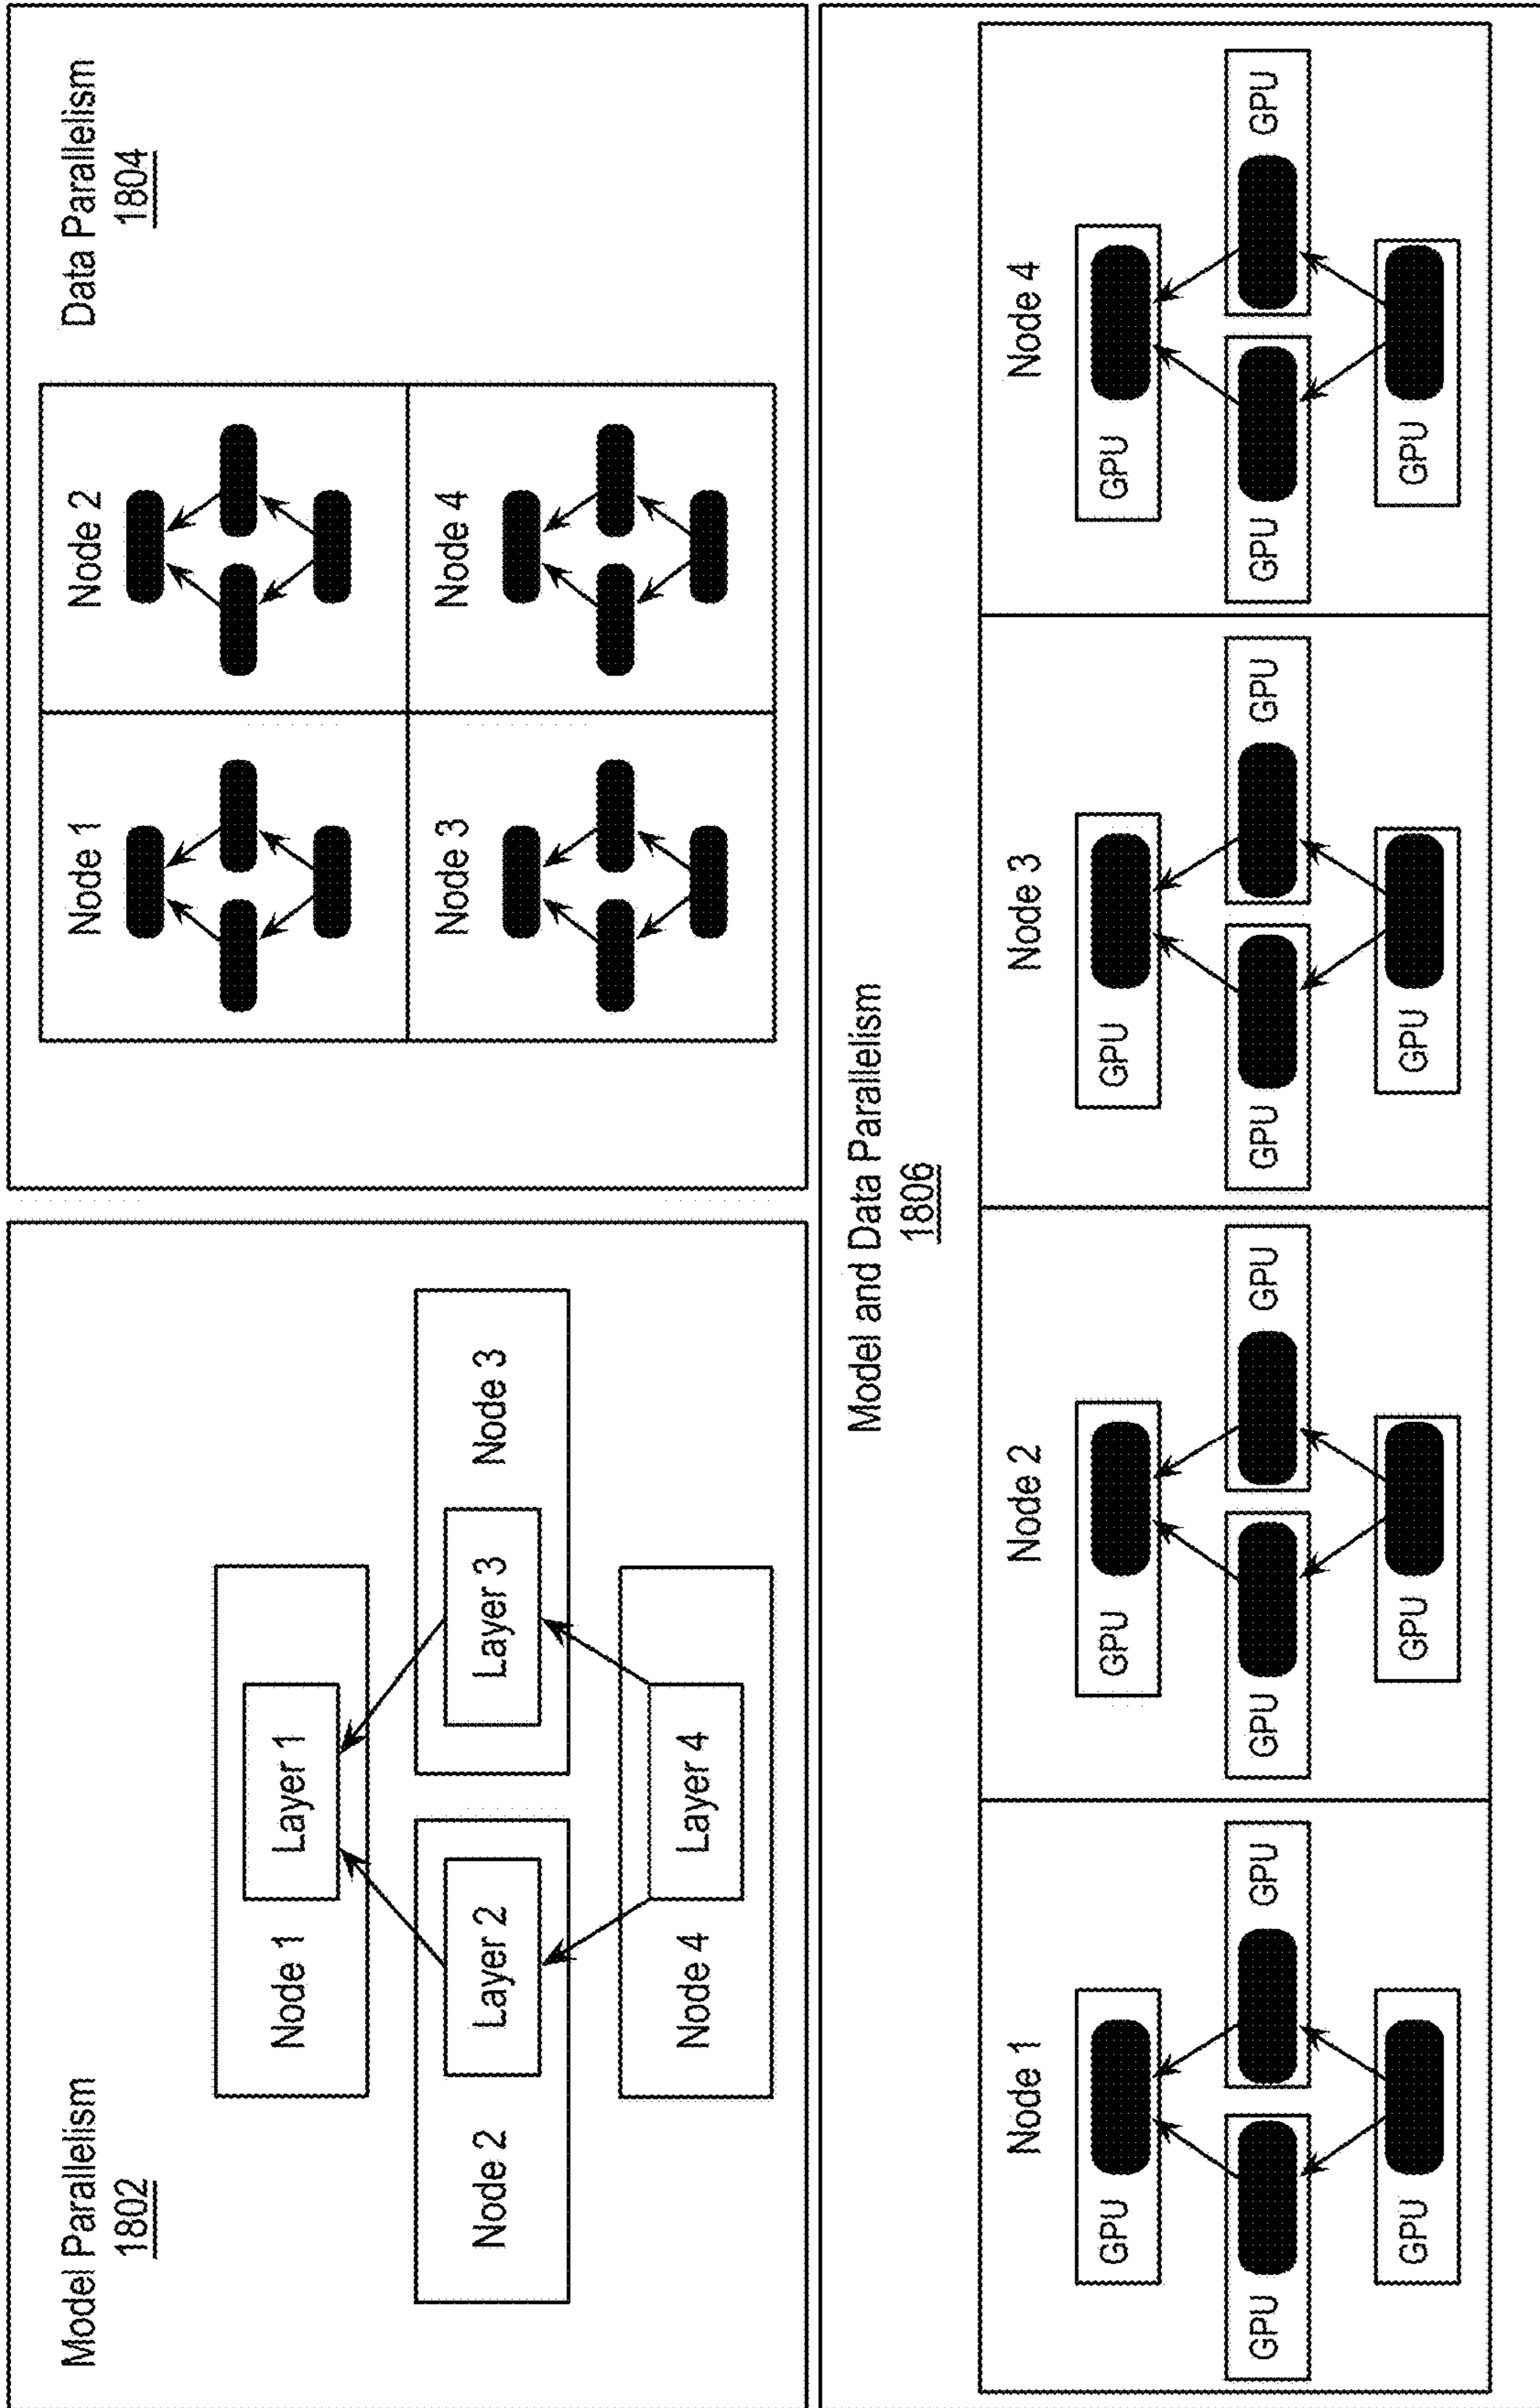 Model Parallelism
1802
Node 1
Layer 1
Node 2
Layer 2
Layer 3
Node 3
Node 4
Layer 4
Data Parallelism
1804
Node 1
Node 2
Node 3
Node 4
Model and Data Parallelism
1806
Node 1
GPU
GPU
GPU
GPU
Node 2
GPU
GPU
GPU
GPU
Node 3
GPU
GPU
GPU
GPU
Node 4
GPU
GPU
GPU
GPU